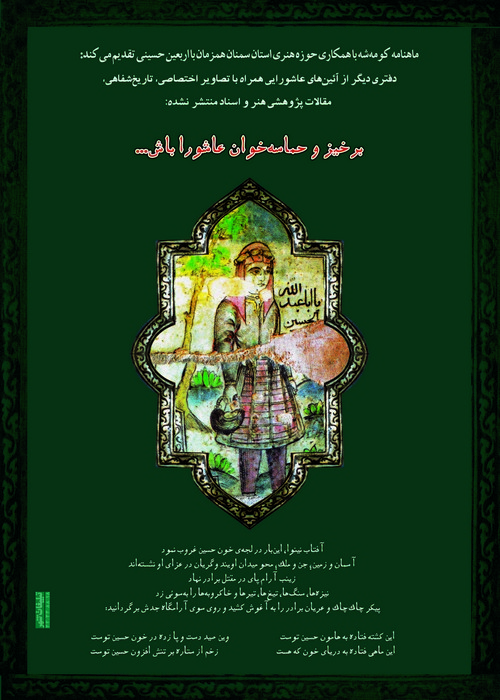 ماهنامه کومه‌شه با همکاری حوزه هنری استان سمنان همزمان با اربعین حسینی تقدیم می‌کند:
دفتری دیگر از آئین‌های عاشورایی همراه با تصاویر اختصاصی، تاریخ‌شفاهی،
مقالات پژوهشی هنر و اسناد منتشر نشده:
برخیز و حماسه‌خوان عاشورا باش...
یا ابا عبد الله
الحسین
آفتاب نینوا، این‌بار در لجه‌ی خون حسین غروب نمود
آسمان و زمین، جن و ملک، محو میدان اویند و گریان در عزای او نشسته‌اند
زینب آرام پای در مقتل برادر نهاد
نیزه‌ها، سنگ‌ها، تیغ‌ها، تیرها و خاکروبه‌ها را به‌سوئی زد
پیکر چاک‌چاک و عریان برادر را به آغوش کشید و روی سوی آرامگاه جدش برگردانید:
این کشته فتاده به هامون حسین توست وین صید دست و پا زده در خون حسین توست
این ماهی فتاده به دریای خون که هست زخم از ستاره بر تنش افزون حسین توست